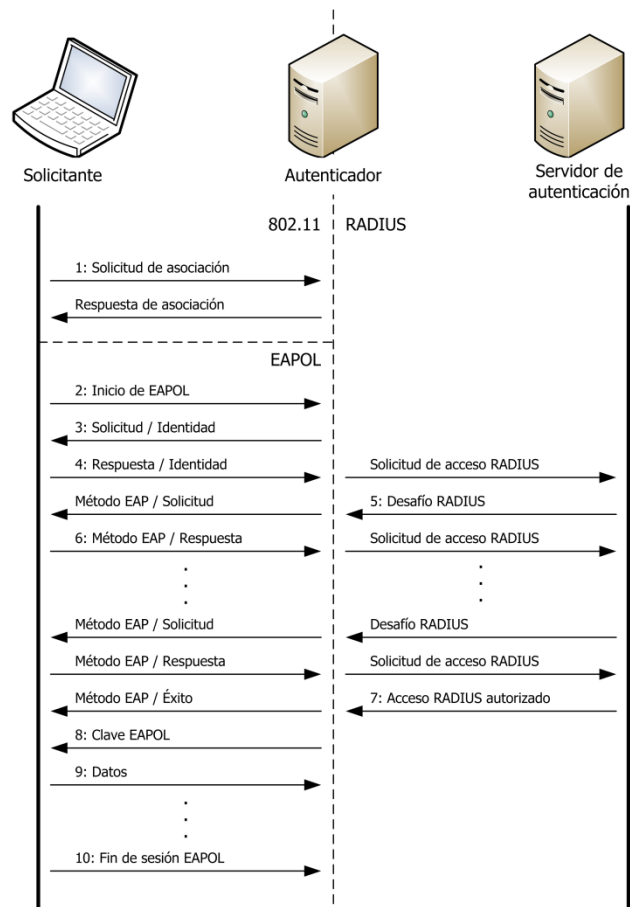 Solicitante
Autenticador
Servidor de
autenticación
802.11
RADIUS
1: Solicitud de asociación
Respuesta de asociación
EAPOL
2: Inicio de EAPOL
3: Solicitud / Identidad
4: Respuesta / Identidad
Solicitud de acceso RADIUS
Método EAP / Solicitud
5: Desafío RADIUS
6: Método EAP / Respuesta
Solicitud de acceso RADIUS
Método EAP / Solicitud
Desafío RADIUS
Método EAP / Respuesta
Solicitud de acceso RADIUS
Método EAP / Éxito
7: Acceso RADIUS autorizado
8: Clave EAPOL
9: Datos
10: Fin de sesión EAPOL